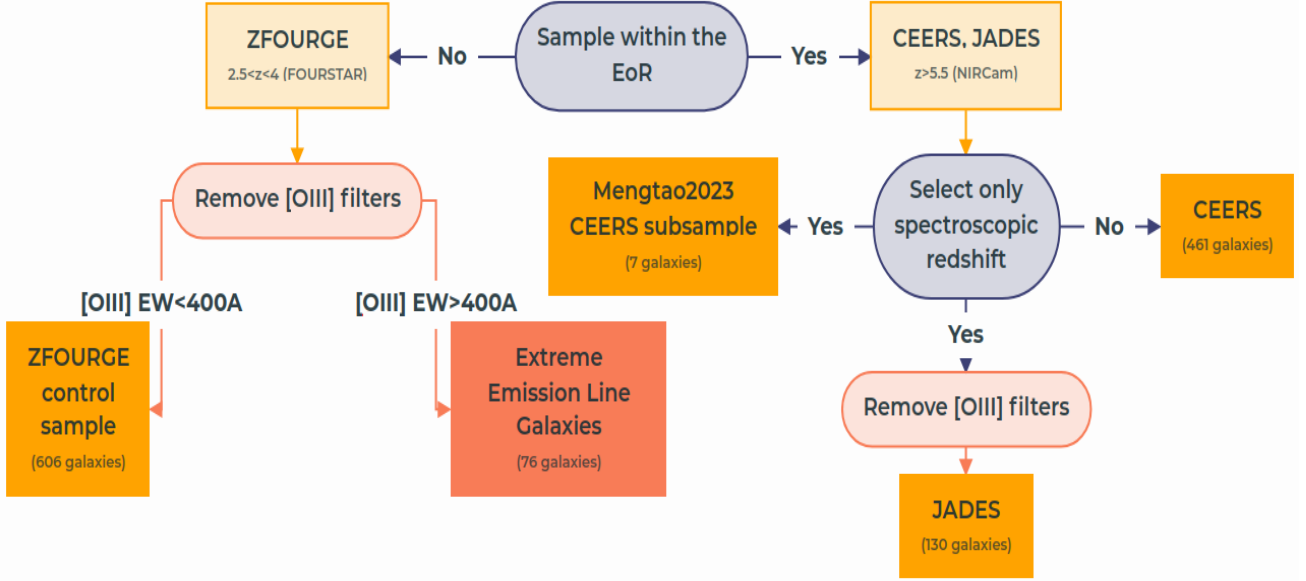 Sample within the
EoR
No
Yes
ZFOURGE
2.5<z<4 (FOURSTAR)
CEERS, JADES
z>5.5 (NIRCam)
Remove [OIII] filters
[OIII] EW<400A
[OIII] EW>400A
ZFOURGE
control
sample
(606 galaxies)
Extreme
Emission Line
Galaxies
(76 galaxies)
Select only
spectroscopic
redshift
Yes
No
Mengtao2023
CEERS subsample
(7 galaxies)
CEERS
(461 galaxies)
Yes
Remove [OIII] filters
JADES
(130 galaxies)